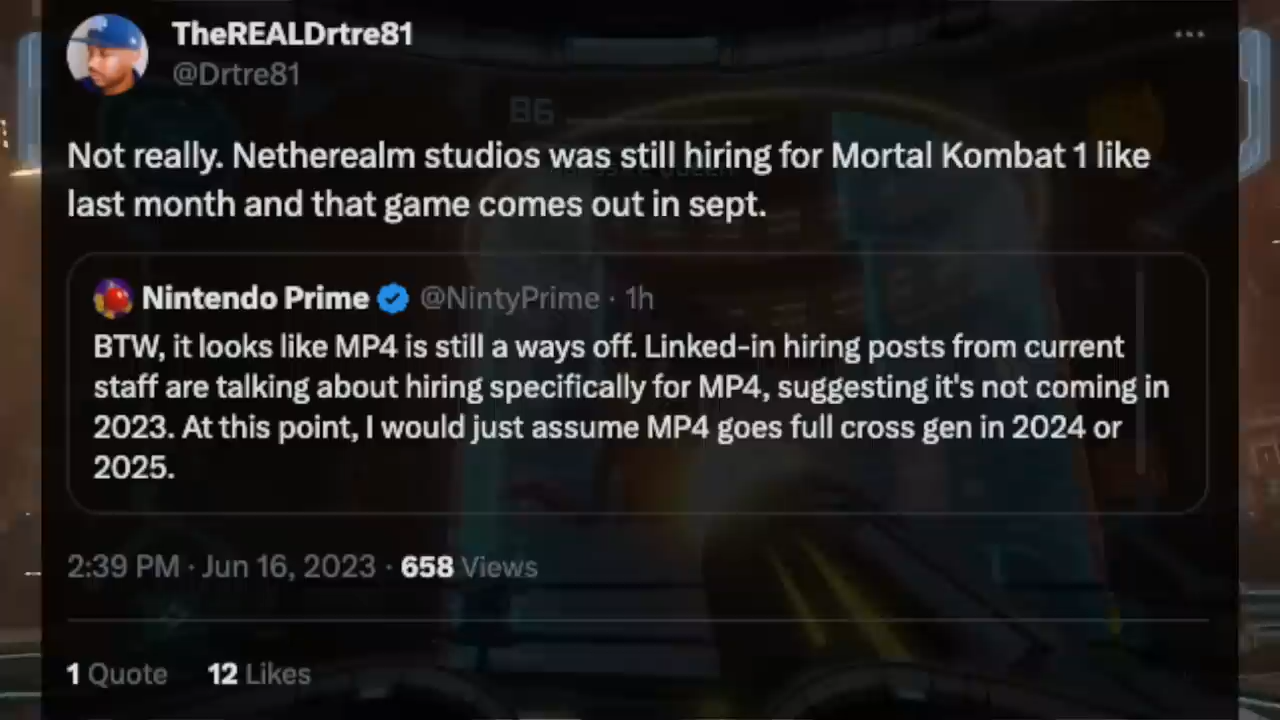 TheREALDrtre81
@Drtre81
86
Not really. Netherealm studios was still hiring for Mortal Kombat 1 like
last month and that game comes out in sept.
Nintendo Prime @NintyPrime · 1h
BTW, it looks like MP4 is still a ways off. Linked-in hiring posts from current
staff are talking about hiring specifically for MP4, suggesting it's not coming in
2023. At this point, I would just assume MP4 goes full cross gen in 2024 or
2025.
2:39 PM · Jun 16, 2023 · 658 Views
1 Quote 12 Likes